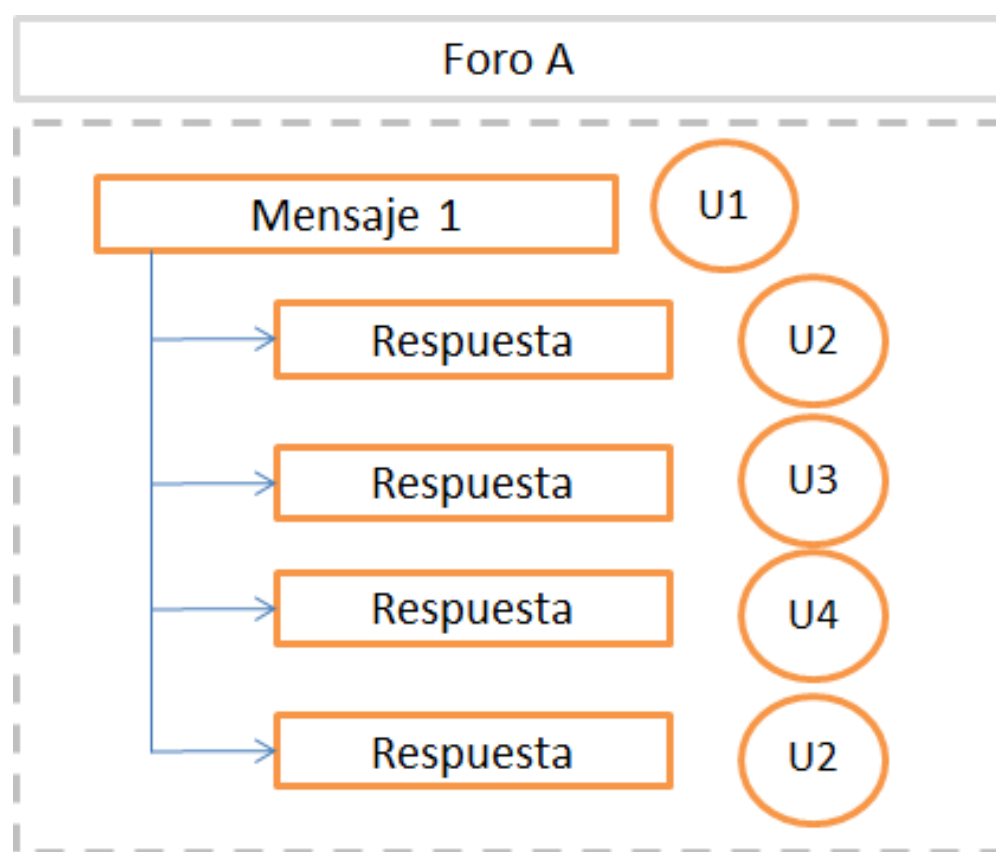 Foro A
Mensaje 1
U1
Respuesta
U2
Respuesta
U3
Respuesta
U4
Respuesta
U2